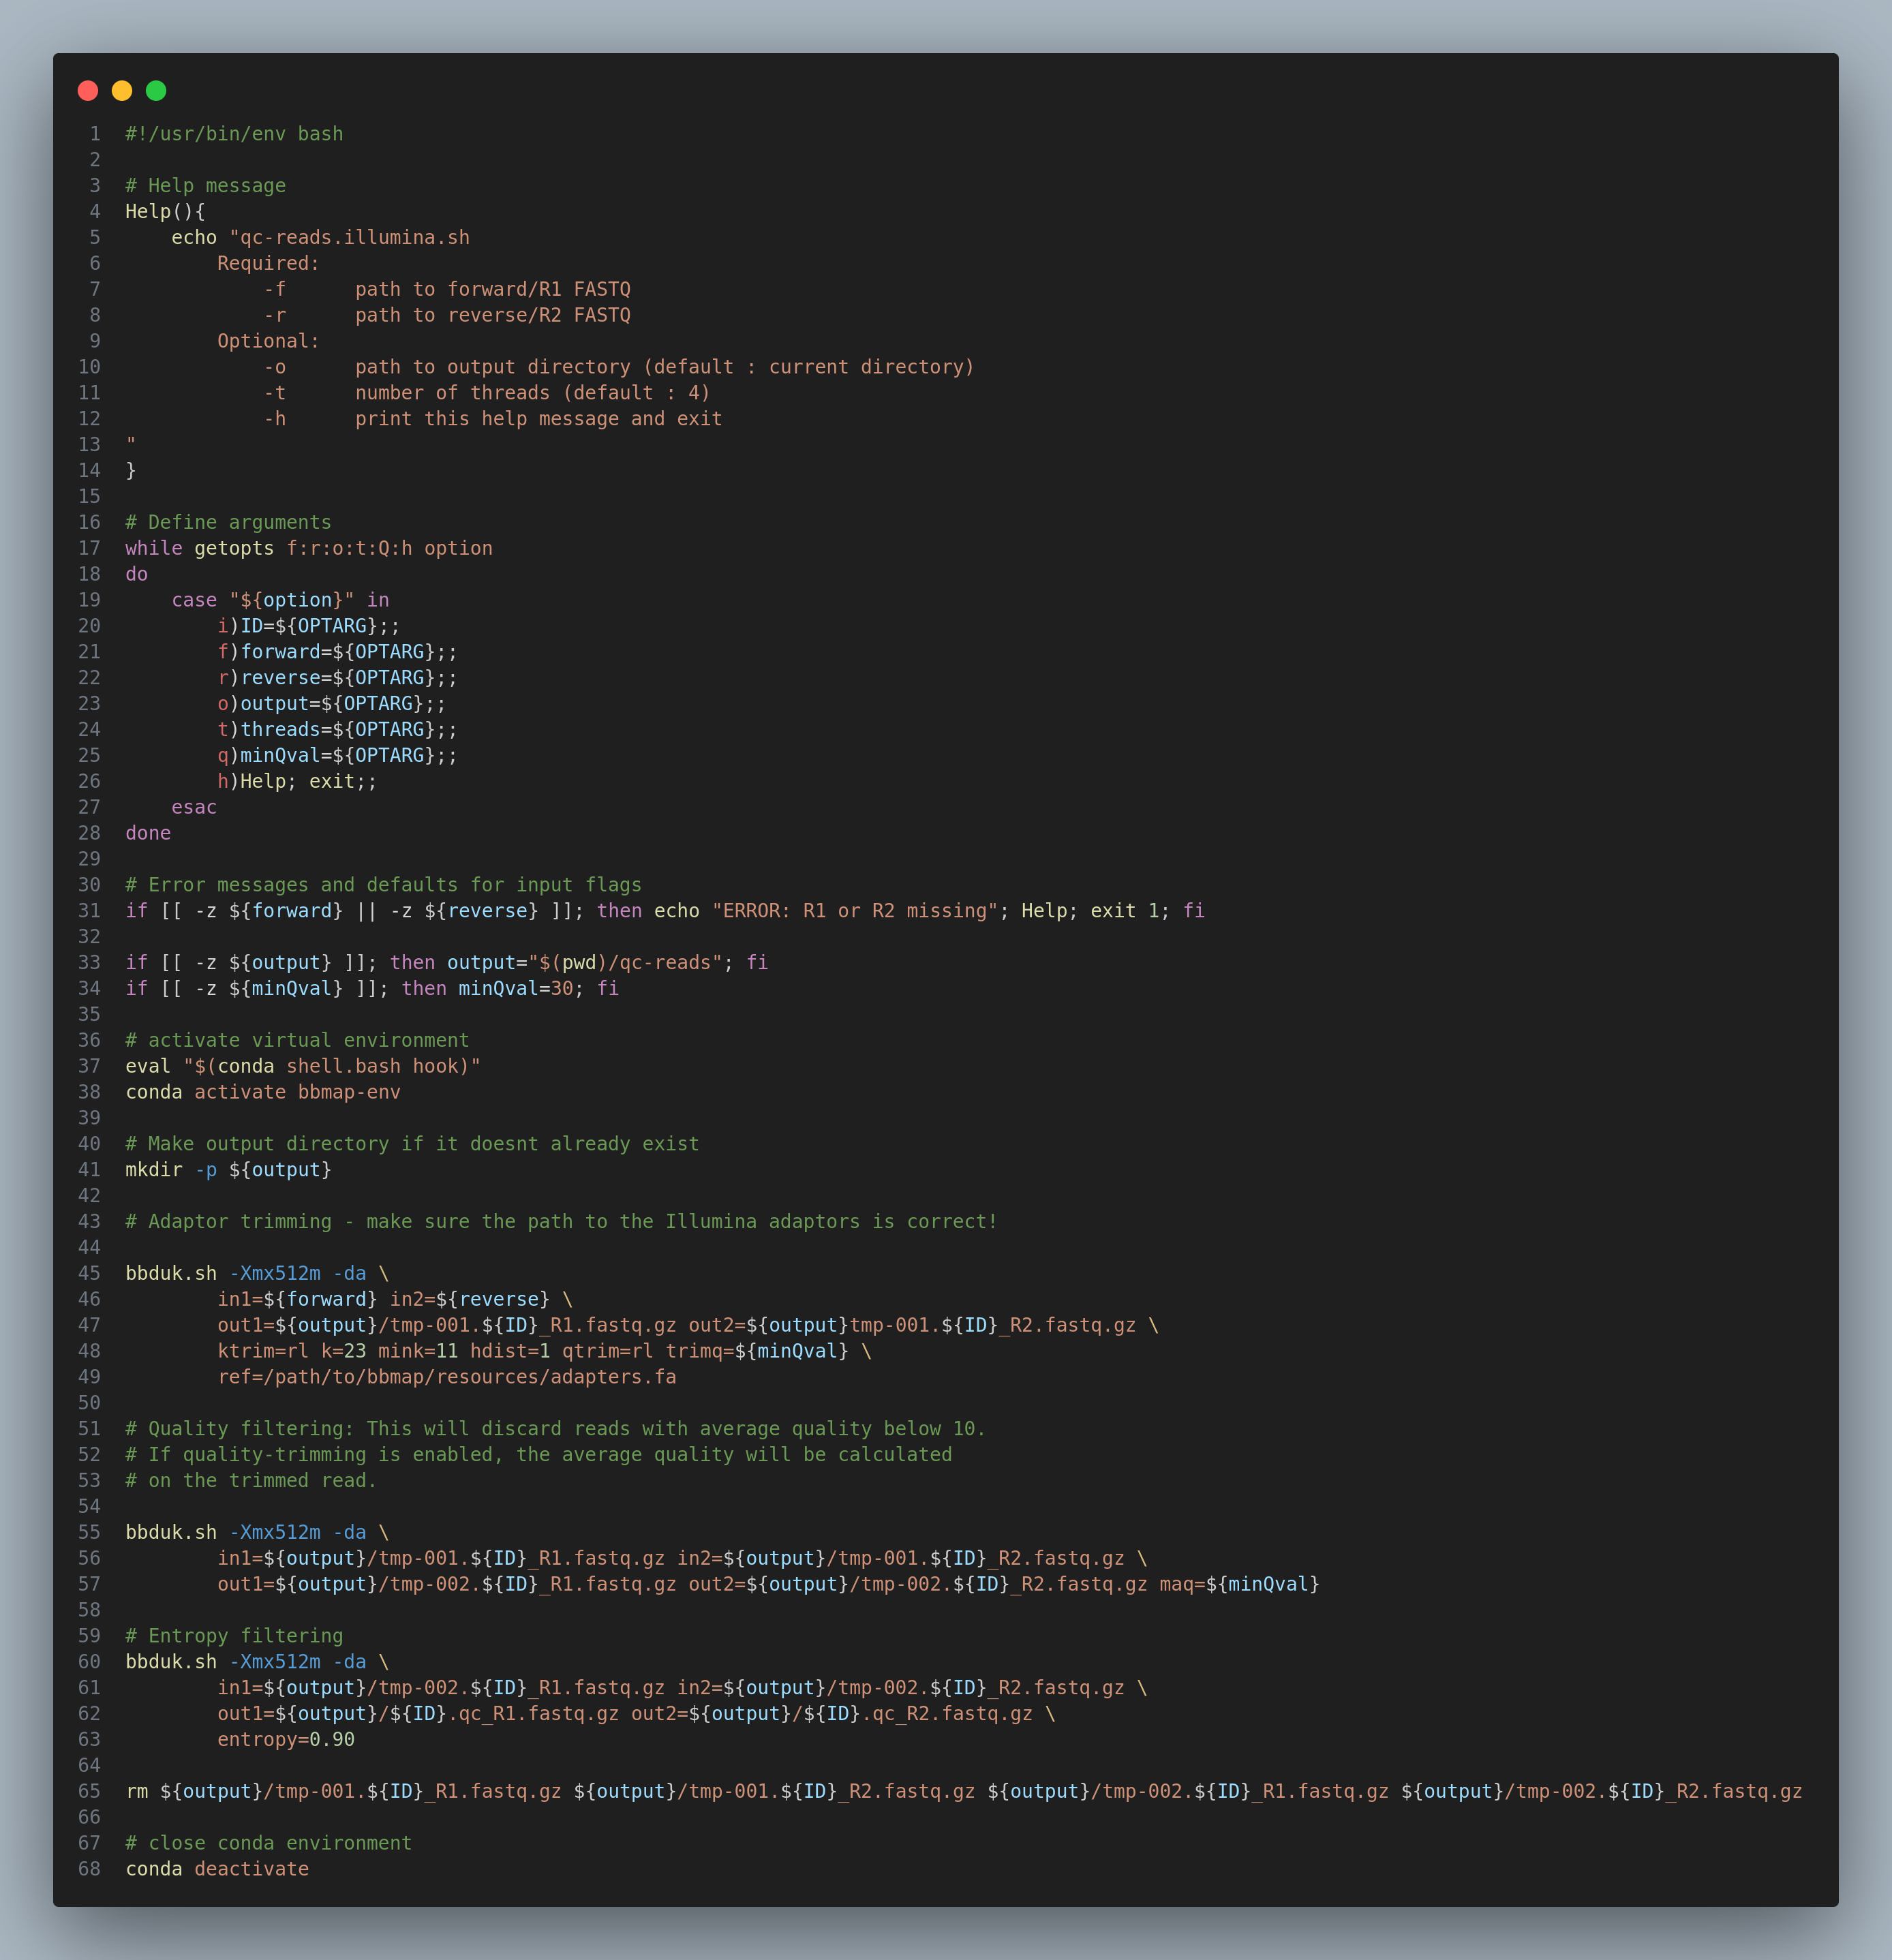 1 #!/usr/bin/env bash
2
3 # Help message
4 Help(){
5     echo "qc-reads.illumina.sh
6         Required:
7             -f      path to forward/R1 FASTQ
8             -r      path to reverse/R2 FASTQ
9         Optional:
10             -o      path to output directory (default : current directory)
11             -t      number of threads (default : 4)
12             -h      print this help message and exit
13 "
14 }
15
16 # Define arguments
17 while getopts f:r:o:t:Q:h option
18 do
19     case "${option}" in
20         i)ID=${OPTARG};;
21         f)forward=${OPTARG};;
22         r)reverse=${OPTARG};;
23         o)output=${OPTARG};;
24         t)threads=${OPTARG};;
25         q)minQval=${OPTARG};;
26         h)Help; exit;;
27     esac
28 done
29
30 # Error messages and defaults for input flags
31 if [[ -z ${forward} || -z ${reverse} ]]; then echo "ERROR: R1 or R2 missing"; Help; exit 1; fi
32
33 if [[ -z ${output} ]]; then output="$(pwd)/qc-reads"; fi
34 if [[ -z ${minQval} ]]; then minQval=30; fi
35
36 # activate virtual environment
37 eval "$(conda shell.bash hook)"
38 conda activate bbmap-env
39
40 # Make output directory if it doesnt already exist
41 mkdir -p ${output}
42
43 # Adaptor trimming - make sure the path to the Illumina adaptors is correct!
44
45 bbduk.sh -Xmx512m -da \
46         in1=${forward} in2=${reverse} \
47         out1=${output}/tmp-001.${ID}_R1.fastq.gz out2=${output}tmp-001.${ID}_R2.fastq.gz \
48         ktrim=rl k=23 mink=11 hdist=1 qtrim=rl trimq=${minQval} \
49         ref=/path/to/bbmap/resources/adapters.fa
50
51 # Quality filtering: This will discard reads with average quality below 10.
52 # If quality-trimming is enabled, the average quality will be calculated
53 # on the trimmed read.
54
55 bbduk.sh -Xmx512m -da \
56         in1=${output}/tmp-001.${ID}_R1.fastq.gz in2=${output}/tmp-001.${ID}_R2.fastq.gz \
57         out1=${output}/tmp-002.${ID}_R1.fastq.gz out2=${output}/tmp-002.${ID}_R2.fastq.gz maq=${minQval}
58
59 # Entropy filtering
60 bbduk.sh -Xmx512m -da \
61         in1=${output}/tmp-002.${ID}_R1.fastq.gz in2=${output}/tmp-002.${ID}_R2.fastq.gz \
62         out1=${output}/${ID}.qc_R1.fastq.gz out2=${output}/${ID}.qc_R2.fastq.gz \
63         entropy=0.90
64
65 rm ${output}/tmp-001.${ID}_R1.fastq.gz ${output}/tmp-001.${ID}_R2.fastq.gz ${output}/tmp-002.${ID}_R1.fastq.gz ${output}/tmp-002.${ID}_R2.fastq.gz
66
67 # close conda environment
68 conda deactivate